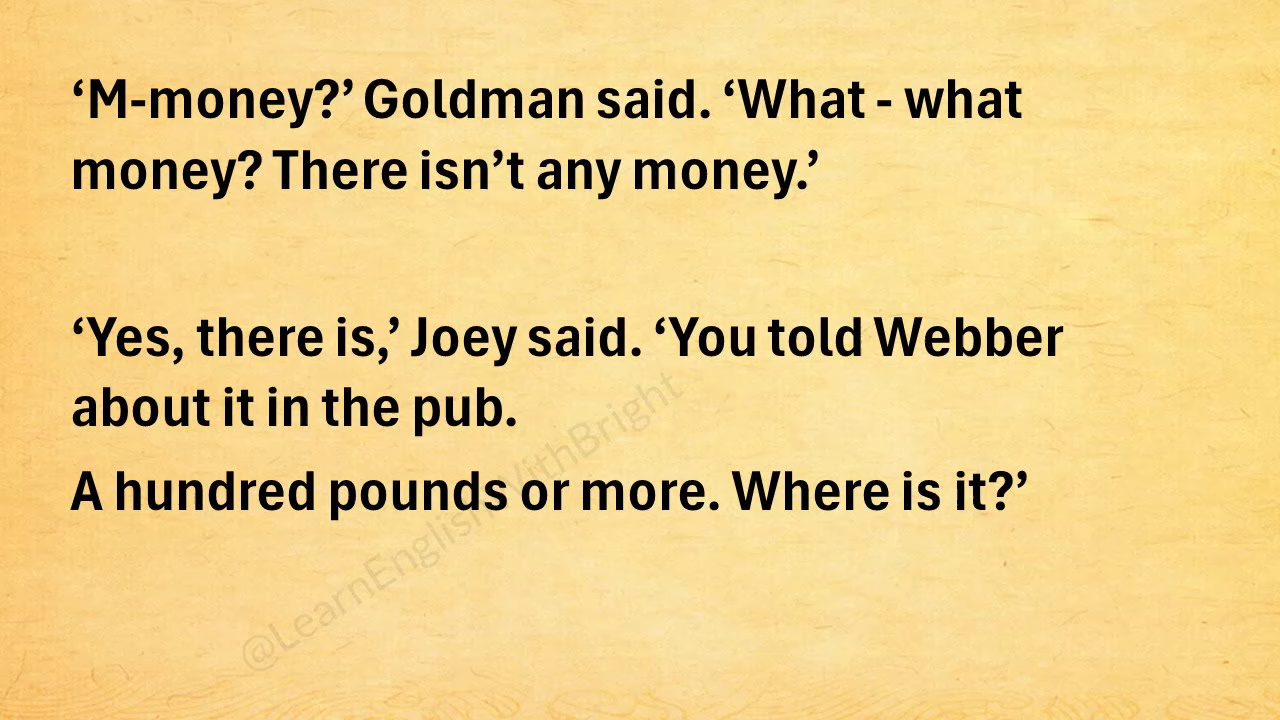 ‘M-money?’ Goldman said. ‘What - what
money? There isn’t any money.’
‘Yes, there is,’ Joey said. ‘You told Webber
about it in the pub.
A hundred pounds or more. Where is it?’
@LearnEnglishWithBright